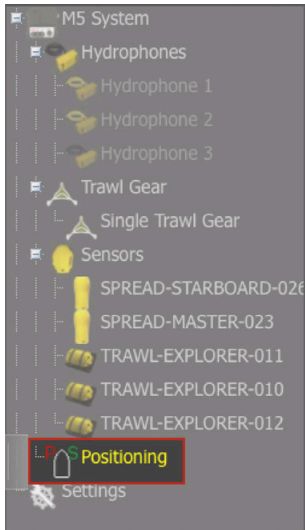 M5 System
Hydrophones
Hydrophone 1
Hydrophone 2
Hydrophone 3
Trawl Gear
Single Trawl Gear
Sensors
SPREAD-STARBOARD-026
SPREAD-MASTER-023
TRAWL-EXPLORER-011
TRAWL-EXPLORER-010
TRAWL-EXPLORER-012
P S Positioning
Settings